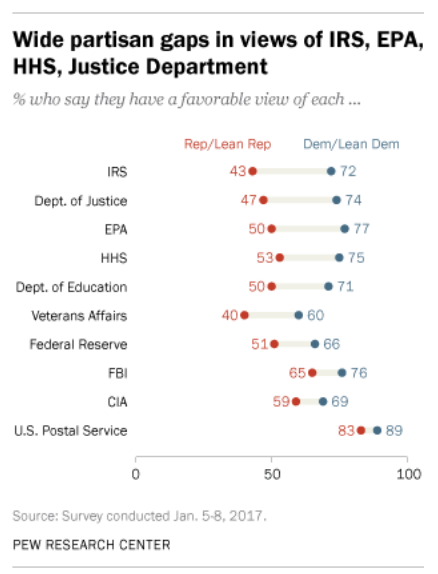 Wide partisan gaps in views of IRS, EPA,
HHS, Justice Department
% who say they have a favorable view of each ...
Rep/Lean Rep Dem/Lean Dem
IRS 43 72
Dept. of Justice 47 74
EPA 50 77
HHS 53 75
Dept. of Education 50 71
Veterans Affairs 40 60
Federal Reserve 51 66
FBI 65 76
CIA 59 69
U.S. Postal Service 83 89
0 50 100
Source: Survey conducted Jan. 5-8, 2017.
PEW RESEARCH CENTER